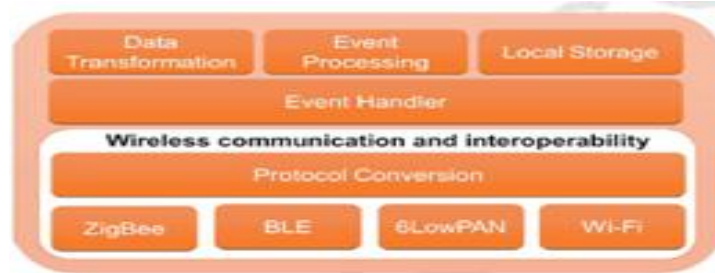 Data
Transformation
Event
Processing
Local Storage
Event Handler
Wireless communication and interoperability
Protocol Conversion
ZigBee
BLE
6LowPAN
Wi-Fi